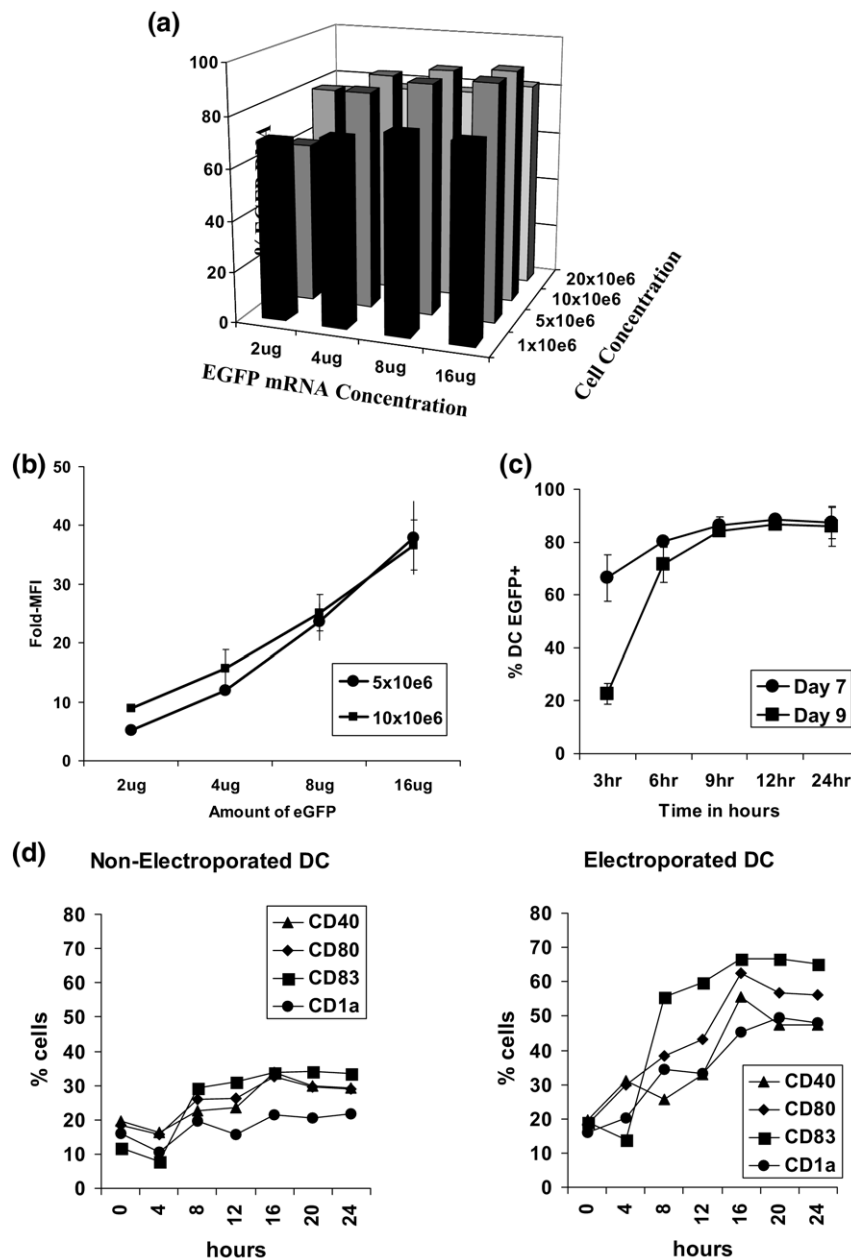 (a)
100
80
60
40
20
0
2ug
4ug
8ug
16ug
EGFP mRNA Concentration
20x10e6
10x10e6
5x10e6
1x10e6
Cell Concentration
(b)
50
40
30
20
10
0
Fold-MFI
5x10e6
10x10e6
2ug 4ug 8ug 16ug
Amount of eGFP
(c)
100
80
60
40
20
0
% DC EGFP+
Day 7
Day 9
3hr 6hr 9hr 12hr 24hr
Time in hours
(d)
Non-Electroporated DC
80
70
60
50
40
30
20
10
0
% cells
CD40
CD80
CD83
CD1a
0 4 8 12 16 20 24
hours
Electroporated DC
80
70
60
50
40
30
20
10
0
% cells
CD40
CD80
CD83
CD1a
0 4 8 12 16 20 24
hours